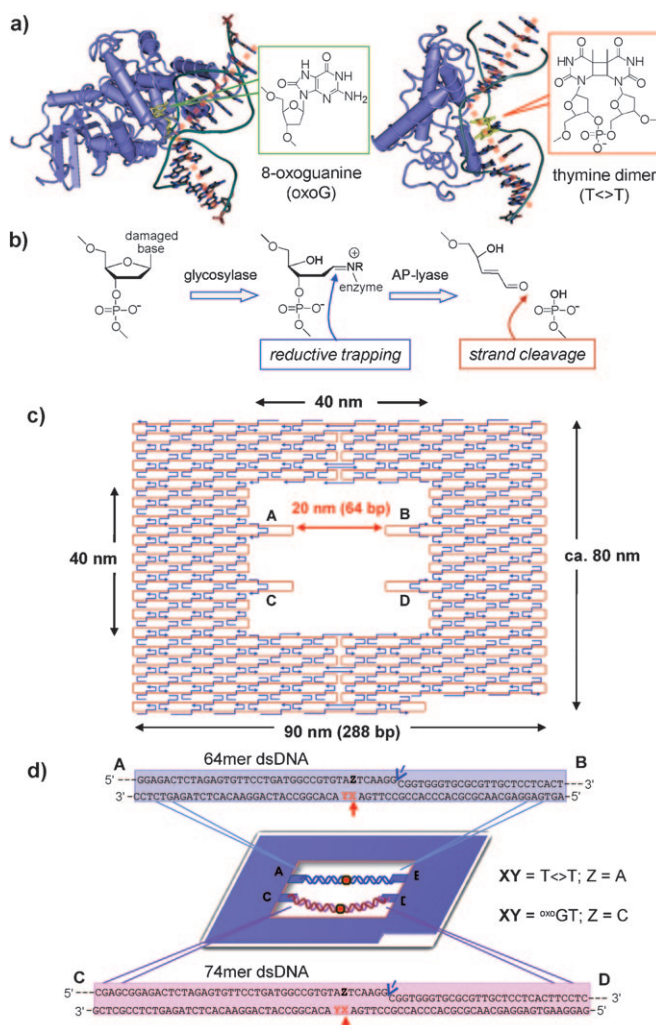 a)
8-oxoguanine
(oxoG)
thymine dimer
(T<>T)
b)
damaged
base
glycosylase
enzyme
AP-lyase
reductive trapping
strand cleavage
c)
40 nm
A
20 nm (64 bp)
B
40 nm
C
D
ca. 80 nm
90 nm (288 bp)
d)
A
64mer dsDNA
B
5' GGAGACTCTAGAGTGTTCCTGATGGCCGTGTAZTCAAGG CGGTGGGTGCGCGTTGCTCCTCACT 3'
3' CCTCTGAGATCTCACAAGGACTACCGGCACA YX AGTTCCGCCACCCACGCGCAACGAGGAGTGA 5'
A
B
C
D
XY = T<>T; Z = A
XY = oxoGT; Z = C
C
74mer dsDNA
D
5' CGAGCGGAGACTCTAGAGTGTTCCTGATGGCCGTGTAZTCAAGG CGGTGGGTGCGCGTTGCTCCTCACTTCCTC 3'
3' GCTCGCCTCTGAGATCTCACAAGGACTACCGGCACA YX AGTTCCGCCACCCACGCGCAACGAGGAGTGAAGGAG 5'